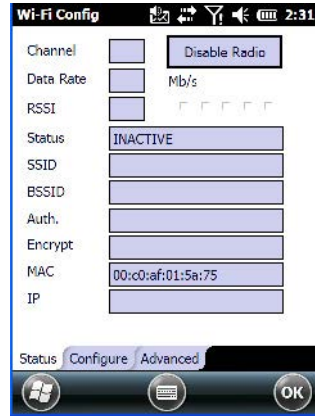 Wi-Fi Config 2:31
Channel Disable Radio
Data Rate Mb/s
RSSI
Status INACTIVE
SSID
BSSID
Auth.
Encrypt
MAC 00:c0:af:01:5a:75
IP
Status Configure Advanced
OK